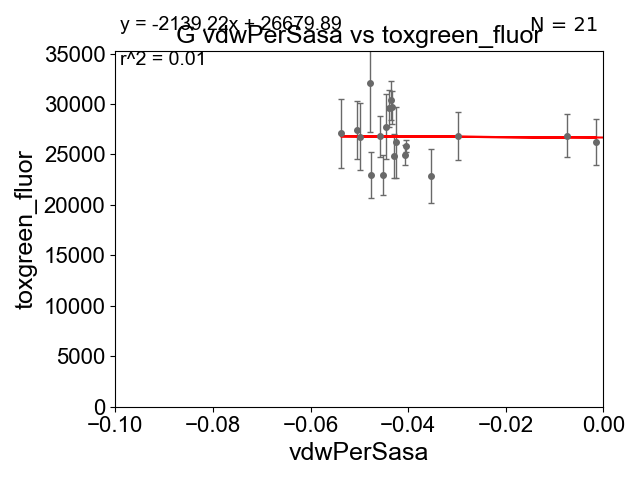 y = -2139.22x + 26679.89
N = 21
G vdwPerSasa vs toxgreen_fluor
r^2 = 0.01
35000
30000
25000
20000
15000
10000
5000
0
toxgreen_fluor
−0.10 −0.08 −0.06 −0.04 −0.02 0.00
vdwPerSasa